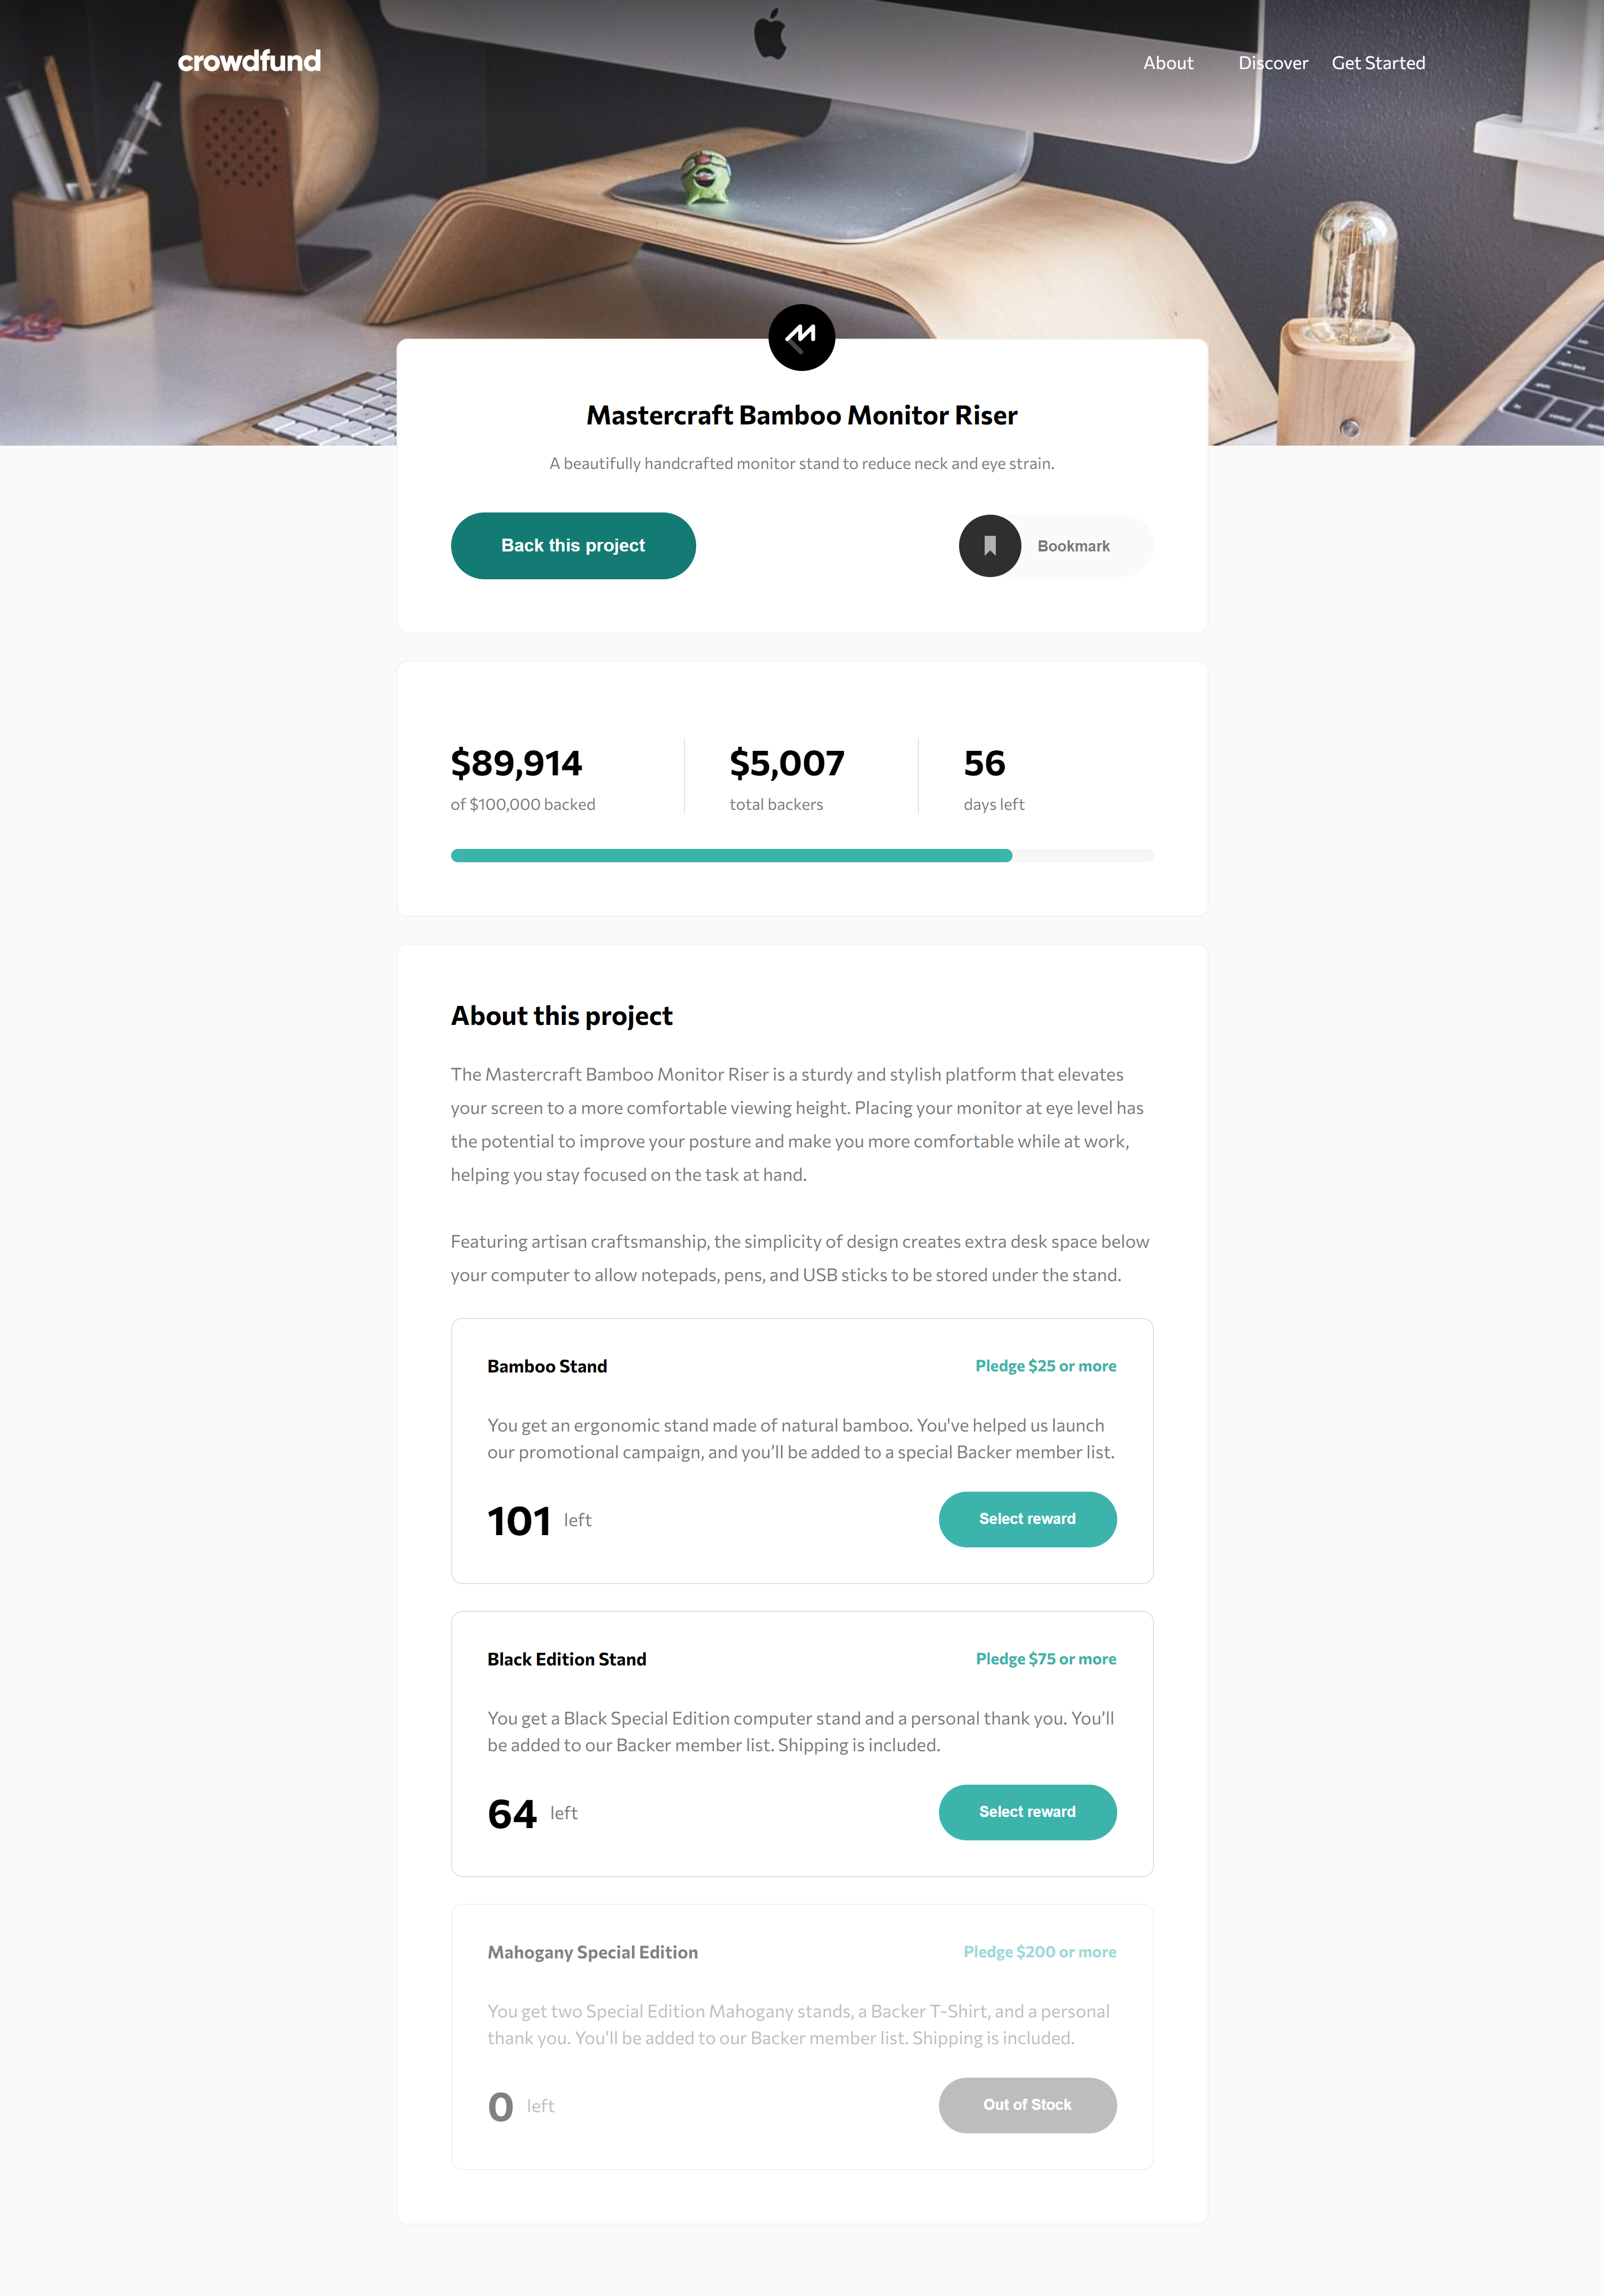 crowdfund
About Discover Get Started
Mastercraft Bamboo Monitor Riser
A beautifully handcrafted monitor stand to reduce neck and eye strain.
Back this project
Bookmark
$89,914
of $100,000 backed
$5,007
total backers
56
days left
About this project
The Mastercraft Bamboo Monitor Riser is a sturdy and stylish platform that elevates
your screen to a more comfortable viewing height. Placing your monitor at eye level has
the potential to improve your posture and make you more comfortable while at work,
helping you stay focused on the task at hand.
Featuring artisan craftsmanship, the simplicity of design creates extra desk space below
your computer to allow notepads, pens, and USB sticks to be stored under the stand.
Bamboo Stand
Pledge $25 or more
You get an ergonomic stand made of natural bamboo. You've helped us launch
our promotional campaign, and you’ll be added to a special Backer member list.
101 left
Select reward
Black Edition Stand
Pledge $75 or more
You get a Black Special Edition computer stand and a personal thank you. You’ll
be added to our Backer member list. Shipping is included.
64 left
Select reward
Mahogany Special Edition
Pledge $200 or more
You get two Special Edition Mahogany stands, a Backer T-Shirt, and a personal
thank you. You’ll be added to our Backer member list. Shipping is included.
0 left
Out of Stock